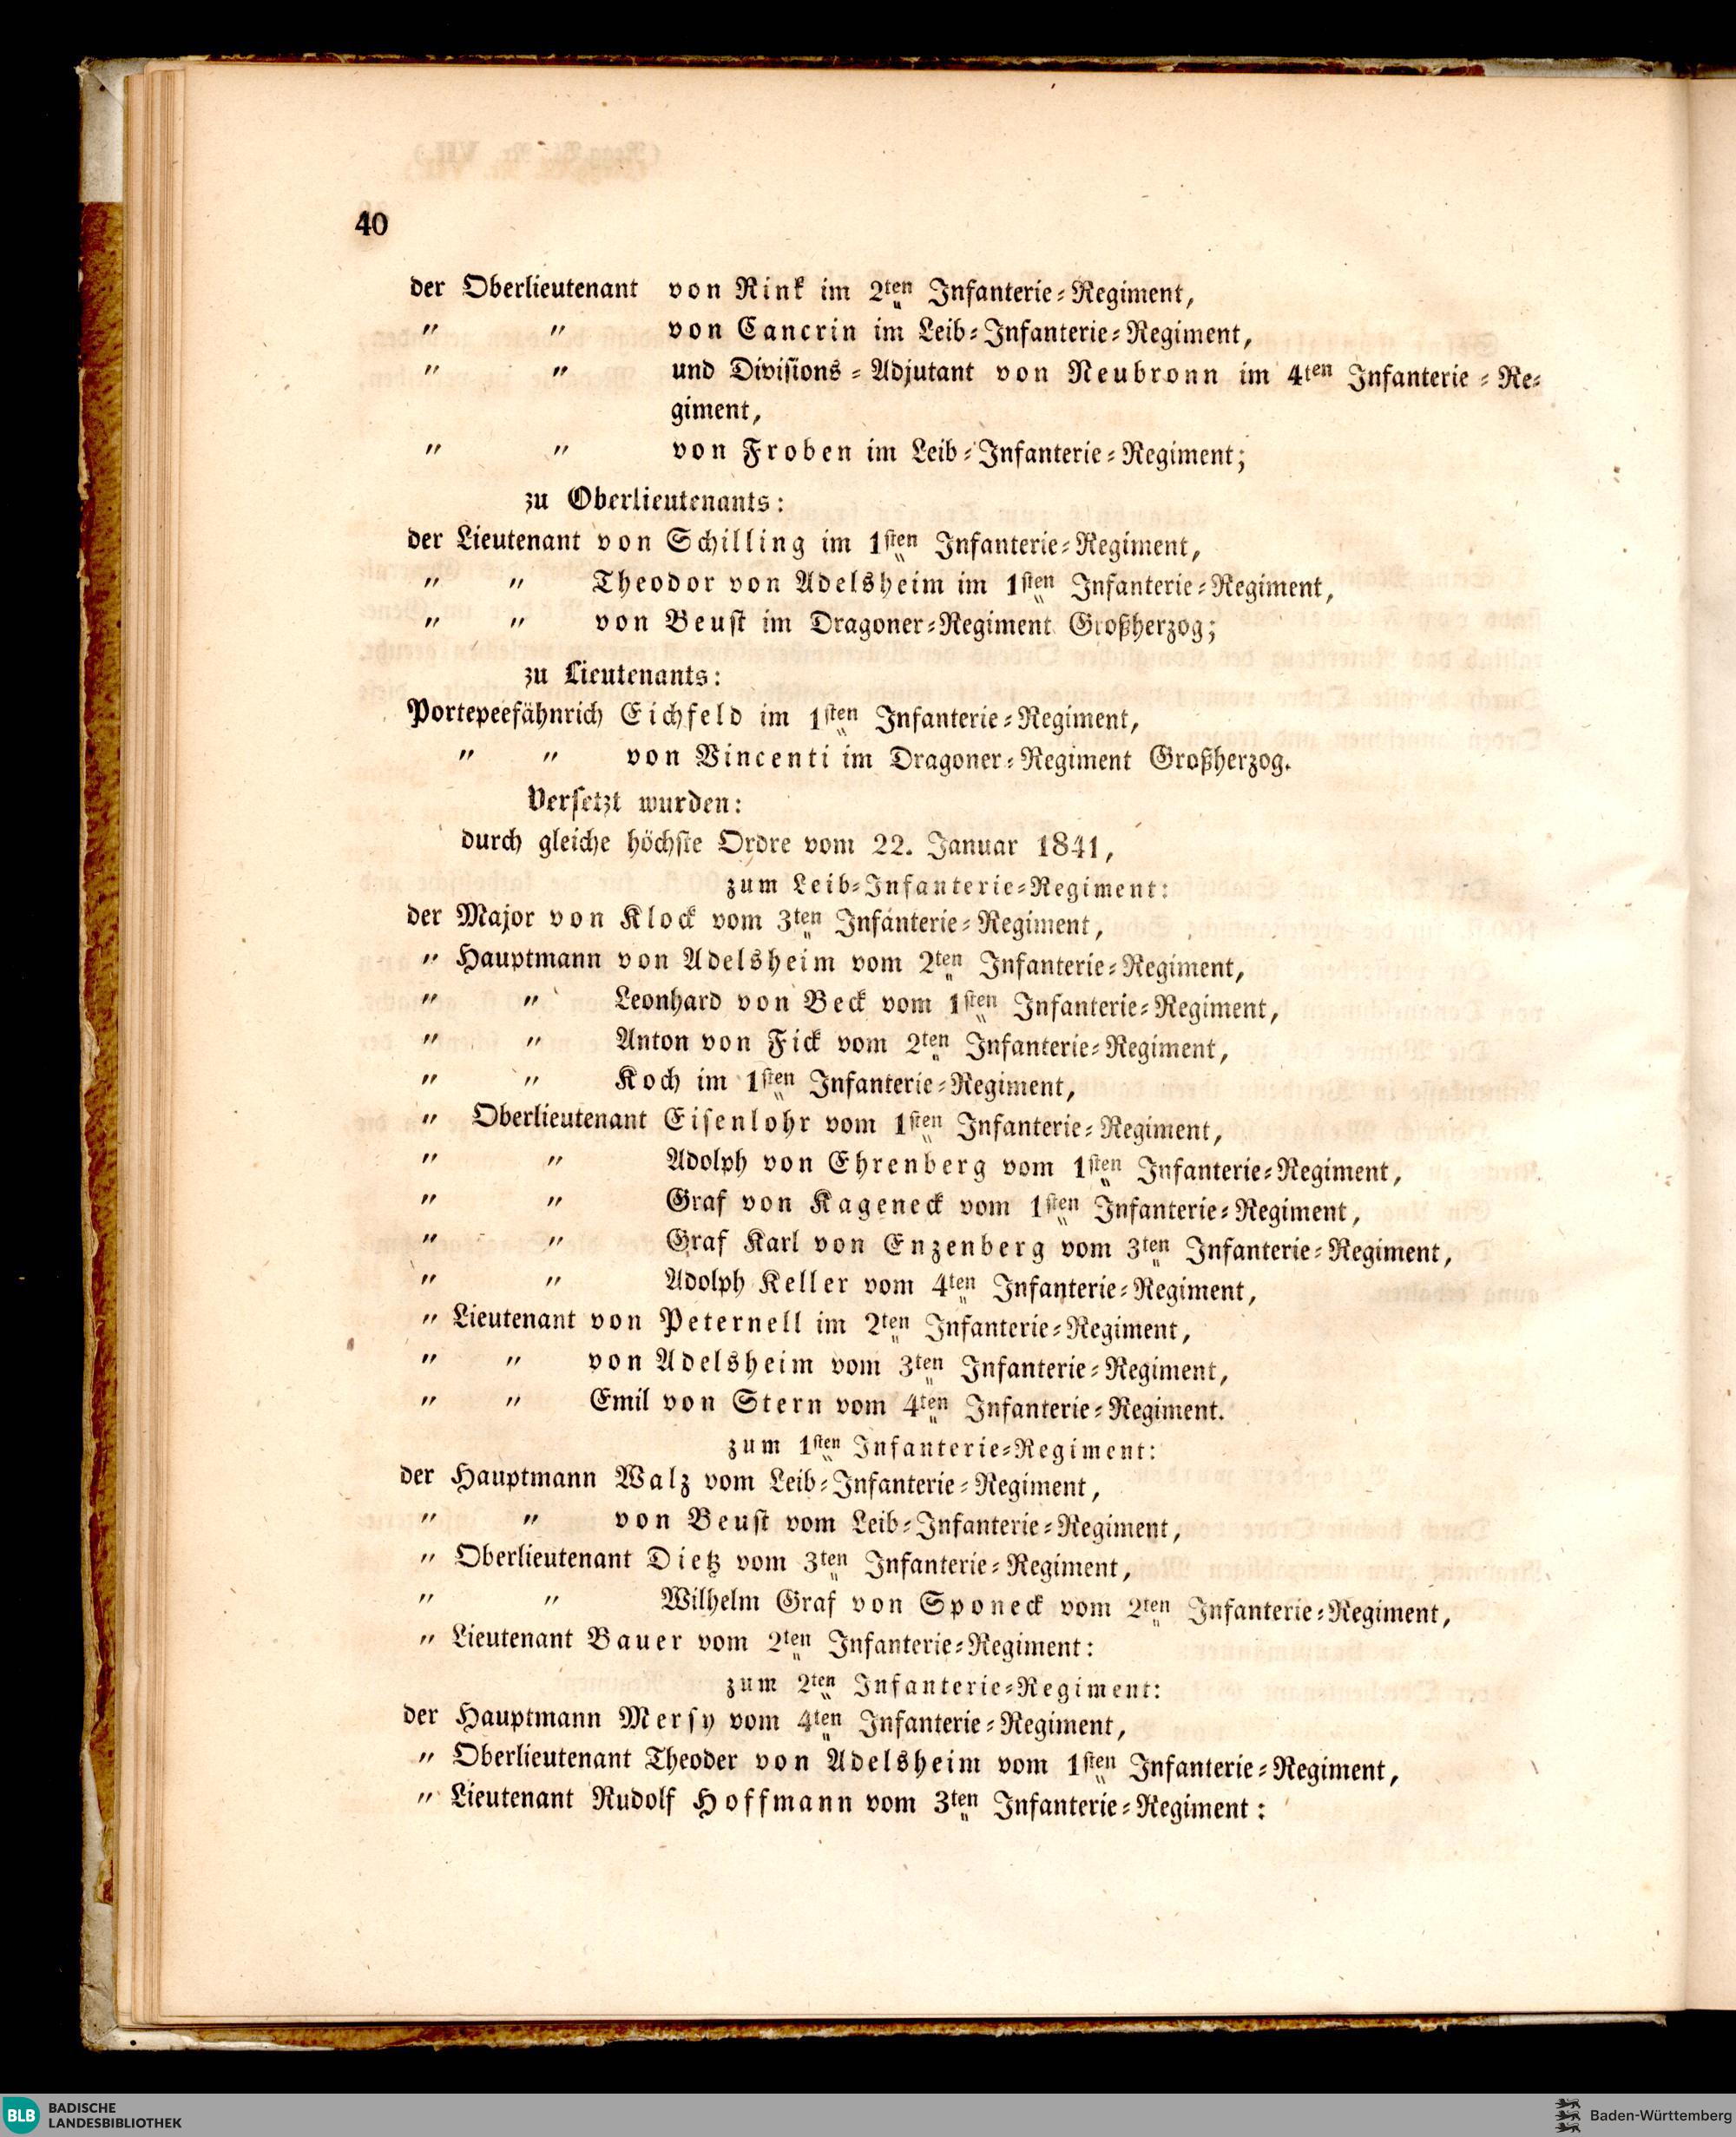 40
der Oberlieutenant von Rink im 2ten Infanterie-Regiment,
" " von Cancrin im Leib-Infanterie-Regiment,
" " und Divisions-Adjutant von Neubronn im 4ten Infanterie-Re-
giment,
" " von Froben im Leib-Infanterie-Regiment;
zu Oberlieutenants:
der Lieutenant von Schilling im 1sten Infanterie-Regiment,
" " Theodor von Adelsheim im 1sten Infanterie-Regiment,
" " von Beust im Dragoner-Regiment Großherzog;
zu Lieutenants:
Portepeefähnrich Eichfeld im 1sten Infanterie-Regiment,
" " von Vincenti im Dragoner-Regiment Großherzog.
Versetzt wurden:
durch gleiche höchste Ordre vom 22. Januar 1841,
zum Leib-Infanterie-Regiment:
der Major von Klock vom 3ten Infanterie-Regiment,
" Hauptmann von Adelsheim vom 2ten Infanterie-Regiment,
" " Leonhard von Beck vom 1sten Infanterie-Regiment,
" " Anton von Fick vom 2ten Infanterie-Regiment,
" " Koch im 1sten Infanterie-Regiment,
" Oberlieutenant Eisenlohr vom 1sten Infanterie-Regiment,
" " Adolph von Ehrenberg vom 1sten Infanterie-Regiment,
" " Graf von Kageneck vom 1sten Infanterie-Regiment,
" " Graf Karl von Enzenberg vom 3ten Infanterie-Regiment,
" " Adolph Keller vom 4ten Infanterie-Regiment,
" Lieutenant von Peternell im 2ten Infanterie-Regiment,
" " von Adelsheim vom 3ten Infanterie-Regiment,
" " Emil von Stern vom 4ten Infanterie-Regiment.
zum 1sten Infanterie-Regiment:
der Hauptmann Walz vom Leib-Infanterie-Regiment,
" " von Beust vom Leib-Infanterie-Regiment,
" Oberlieutenant Dietz vom 3ten Infanterie-Regiment,
" " Wilhelm Graf von Sponeck vom 2ten Infanterie-Regiment,
" Lieutenant Bauer vom 2ten Infanterie-Regiment:
zum 2ten Infanterie-Regiment:
der Hauptmann Mersy vom 4ten Infanterie-Regiment,
" Oberlieutenant Theoder von Adelsheim vom 1sten Infanterie-Regiment,
" Lieutenant Rudolf Hoffmann vom 3ten Infanterie-Regiment:
BLB BADISCHE
LANDESBIBLIOTHEK
Baden-Württemberg